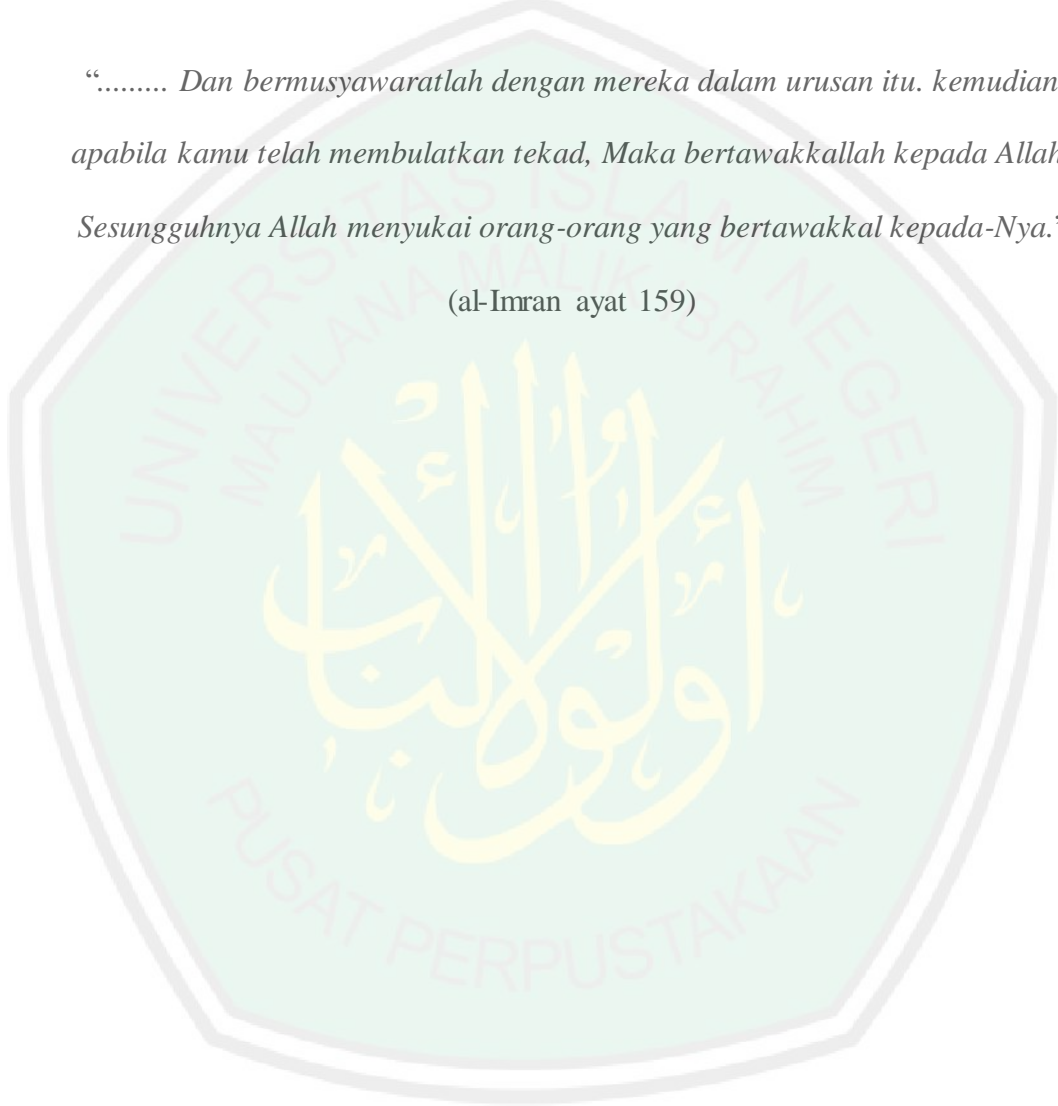 “......... Dan bermusyawaratlah dengan mereka dalam urusan itu. kemudian
apabila kamu telah membulatkan tekad, Maka bertawakkallah kepada Allah
Sesungguhnya Allah menyukai orang-orang yang bertawakkal kepada-Nya.”
(al-Imran ayat 159)
UNIVERSITAS ISLAM NEGERI
MAULANA MALIK IBRAHIM
أولوا الألباب
PUSAT PERPUSTAKAAN